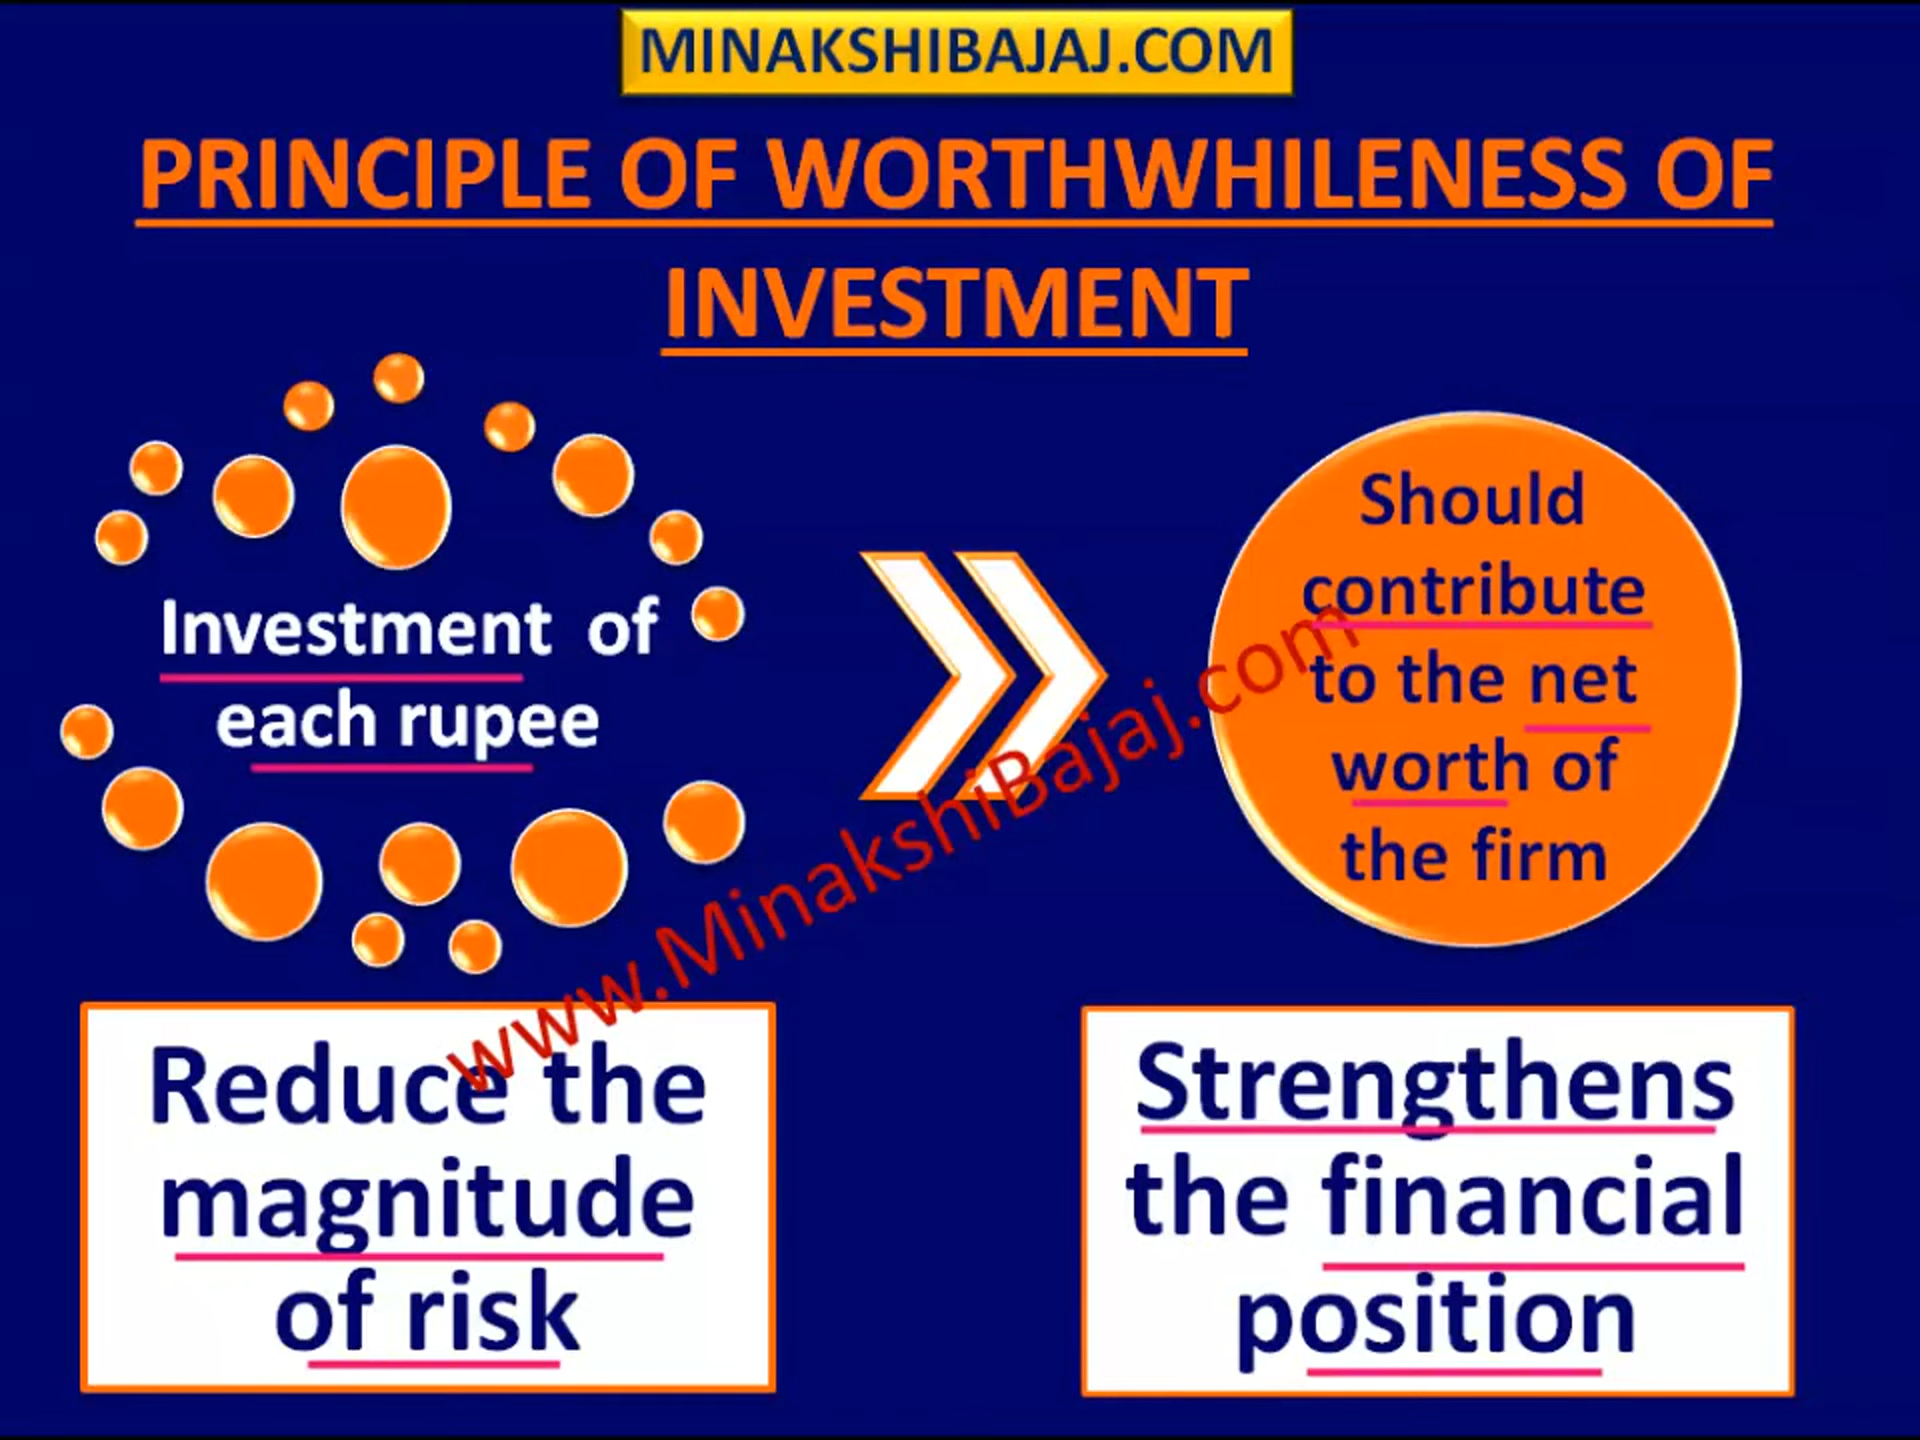 MINAKSHIBAJAJ.COM
PRINCIPLE OF WORTHWHILENESS OF
INVESTMENT
Investment of
each rupee
Should
contribute
to the net
worth of
the firm
www.MinakshiBajaj.com
Reduce the
magnitude
of risk
Strengthens
the financial
position